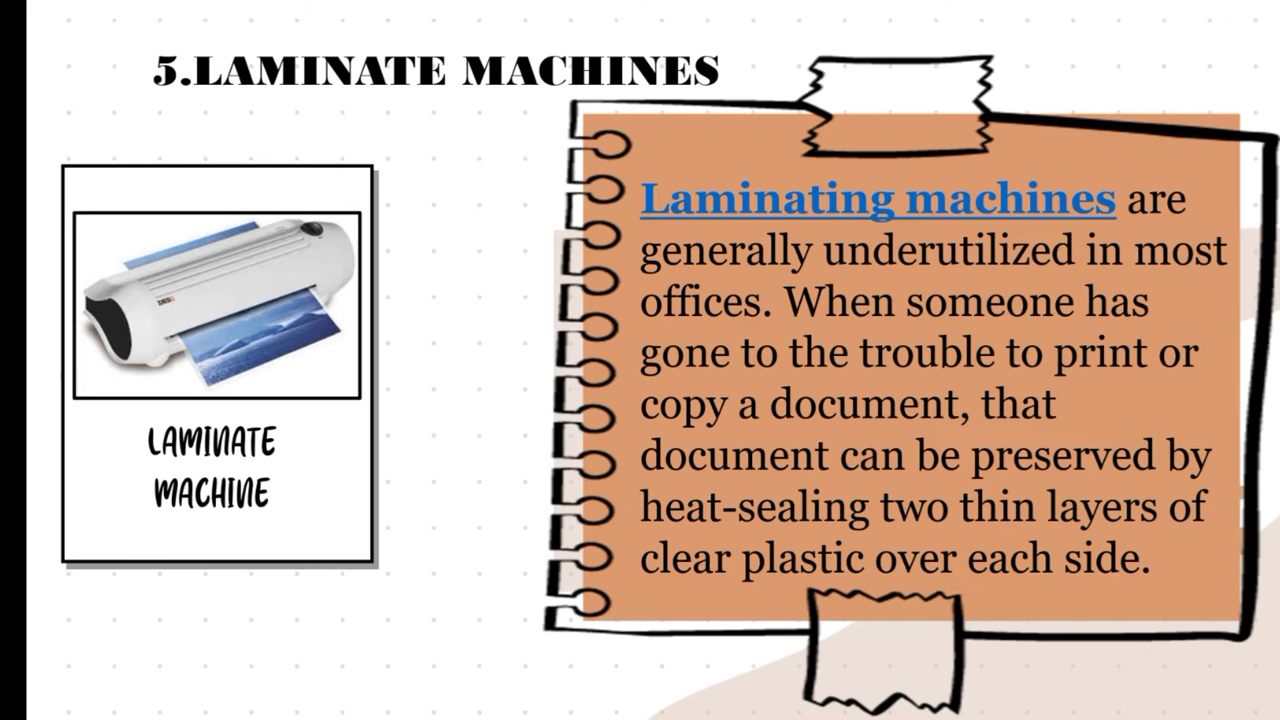 5.LAMINATE MACHINES
LAMINATE
MACHINE
Laminating machines are
generally underutilized in most
offices. When someone has
gone to the trouble to print or
copy a document, that
document can be preserved by
heat-sealing two thin layers of
clear plastic over each side.